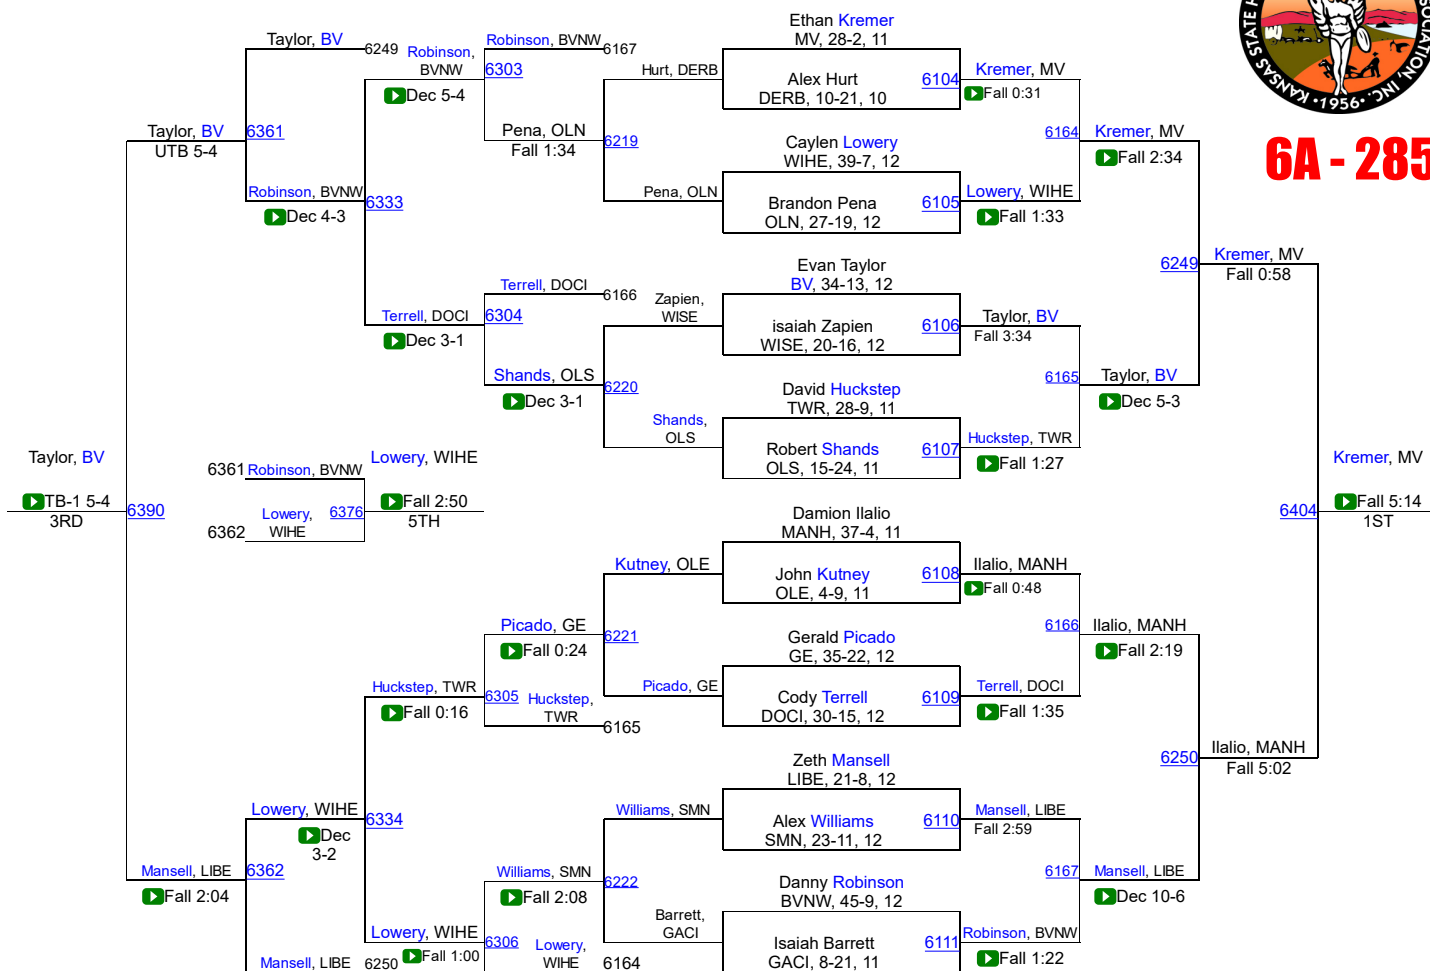 KANSAS STATE H
SOCIATION, INC.
•1956•
6A - 285
Taylor, BV
6249
Robinson,
BVNW
Dec 5-4
Robinson, BVNW
6167
6303
Taylor, BV
UTB 5-4
6361
Robinson, BVNW
Dec 4-3
6333
Pena, OLN
Fall 1:34
Hurt, DERB
6219
Pena, OLN
Ethan Kremer
MV, 28-2, 11
Alex Hurt
DERB, 10-21, 10
6104
Kremer, MV
Fall 0:31
Caylen Lowery
WIHE, 39-7, 12
Brandon Pena
OLN, 27-19, 12
6105
Lowery, WIHE
Fall 1:33
6164
Kremer, MV
Fall 2:34
Terrell, DOCI
6166
Terrell, DOCI
Dec 3-1
6304
Shands, OLS
Dec 3-1
Zapien,
WISE
6220
Shands,
OLS
Evan Taylor
BV, 34-13, 12
isaiah Zapien
WISE, 20-16, 12
6106
Taylor, BV
Fall 3:34
David Huckstep
TWR, 28-9, 11
Robert Shands
OLS, 15-24, 11
6107
Huckstep, TWR
Fall 1:27
6165
Taylor, BV
Dec 5-3
6249
Kremer, MV
Fall 0:58
Taylor, BV
TB-1 5-4
3RD
6390
6361
Robinson, BVNW
6362
Lowery,
WIHE
6376
Lowery, WIHE
Fall 2:50
5TH
6404
Kremer, MV
Fall 5:14
1ST
Kutney, OLE
Picado, GE
Fall 0:24
6221
Picado, GE
Huckstep, TWR
Fall 0:16
6305
Huckstep,
TWR
6165
Damion Ilalio
MANH, 37-4, 11
John Kutney
OLE, 4-9, 11
6108
Ilalio, MANH
Fall 0:48
Gerald Picado
GE, 35-22, 12
Cody Terrell
DOCI, 30-15, 12
6109
Terrell, DOCI
Fall 1:35
6166
Ilalio, MANH
Fall 2:19
6250
Ilalio, MANH
Fall 5:02
Lowery, WIHE
Dec
3-2
6334
Mansell, LIBE
Fall 2:04
6362
Williams, SMN
Williams, SMN
Fall 2:08
6222
Barrett,
GACI
Lowery, WIHE
Fall 1:00
6306
Lowery,
WIHE
6164
Mansell, LIBE
6250
Zeth Mansell
LIBE, 21-8, 12
Alex Williams
SMN, 23-11, 12
6110
Mansell, LIBE
Fall 2:59
Danny Robinson
BVNW, 45-9, 12
Isaiah Barrett
GACI, 8-21, 11
6111
Robinson, BVNW
Fall 1:22
6167
Mansell, LIBE
Dec 10-6